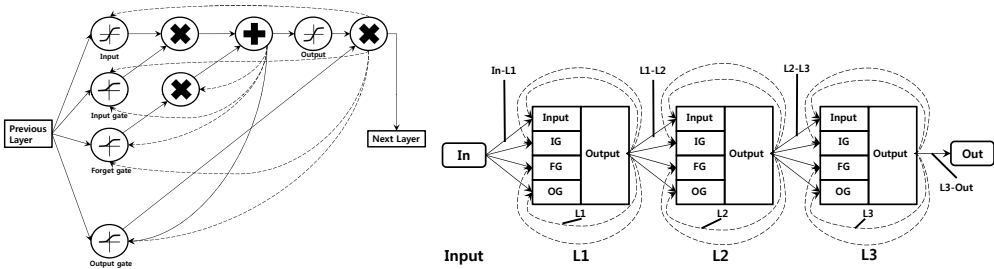 Input
Output
Input gate
Previous
Layer
Next Layer
Forget gate
Output gate
In-L1
L1-L2
L2-L3
Input
IG
FG
OG
Output
Input
IG
FG
OG
Output
Input
IG
FG
OG
Output
In
Out
L3-Out
L1
L2
L3
Input
L1
L2
L3